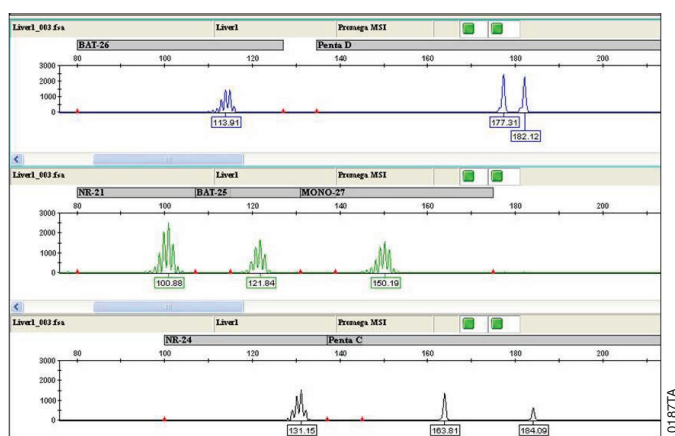 Liver1_003.fsa Liver1 Promega MSI
BAT-26 Penta D
80 100 120 140 160 180 200
3000
2000
1000
0
113.91 177.31
182.12
Liver1_003.fsa Liver1 Promega MSI
NR-21 BAT-25 MONO-27
80 100 120 140 160 180 200
3000
2000
1000
0
100.88 121.84 150.19
Liver1_003.fsa Liver1 Promega MSI
NR-24 Penta C
80 100 120 140 160 180 200
3000
2000
1000
0
131.15 163.81 184.09
0187TA